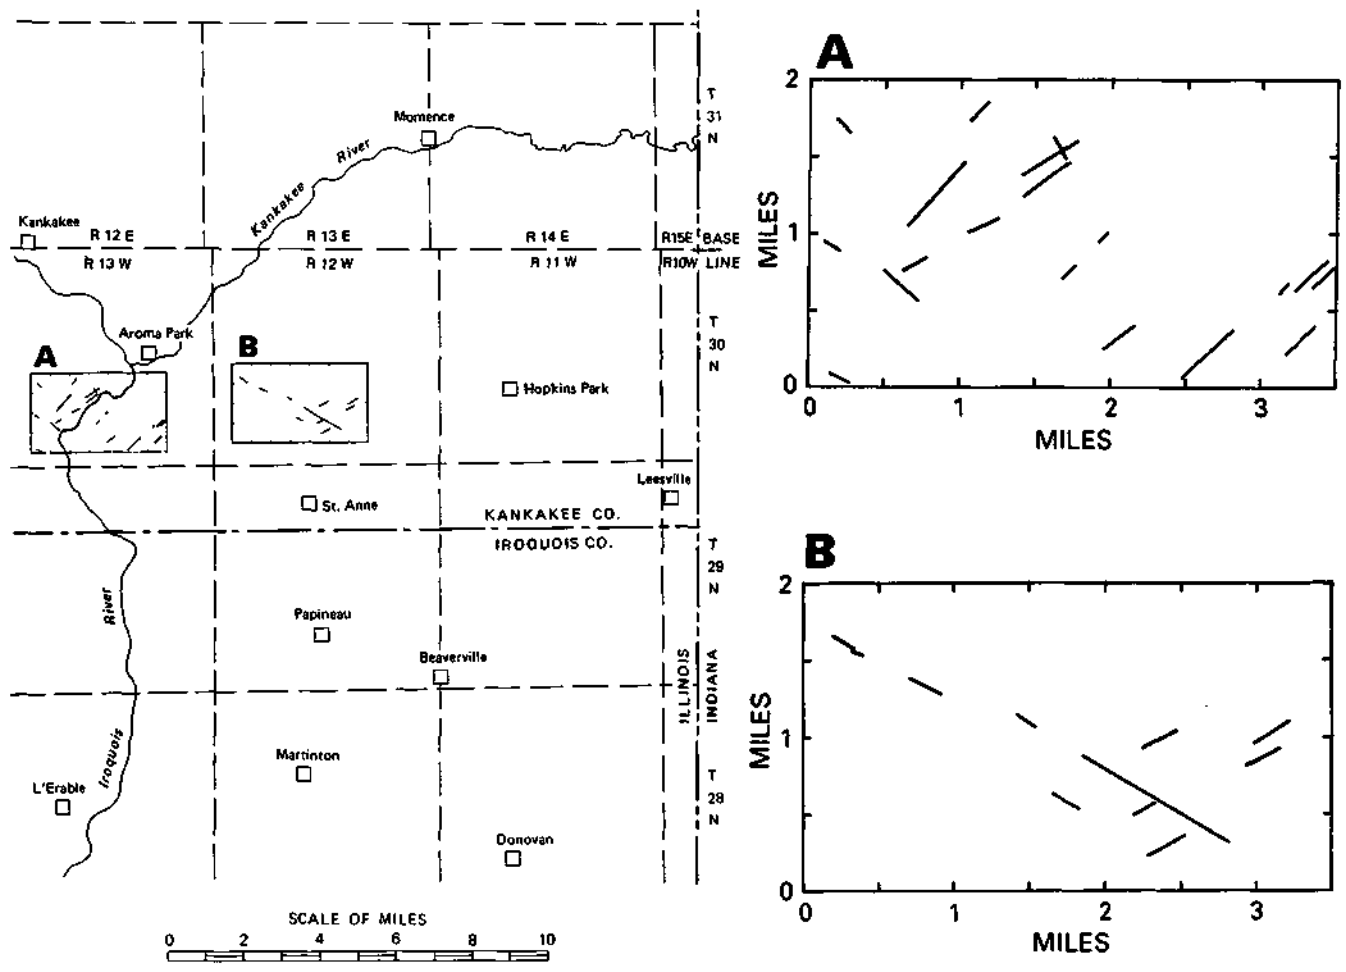 T
31
N
Momence
Kankakee River
Kankakee
R 12 E
R 13 E
R 14 E
R15E
BASE
R 13 W
R 12 W
R 11 W
R10W
LINE
Aroma Park
T
30
N
A
B
Hopkins Park
Leesville
St. Anne
KANKAKEE CO.
IROQUOIS CO.
T
29
N
Papineau
Beaverville
ILLINOIS
INDIANA
Iroquois River
Martinton
L'Erable
T
28
N
Donovan
SCALE OF MILES
0 2 4 6 8 10
A
2
1
0
MILES
0 1 2 3
MILES
B
2
1
0
MILES
0 1 2 3
MILES